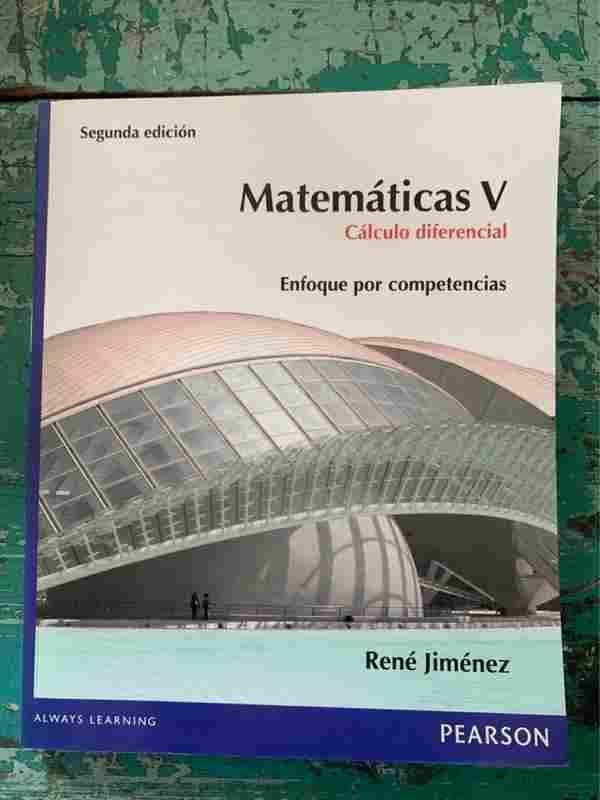 Segunda edición
Matemáticas V
Cálculo diferencial
Enfoque por competencias
René Jiménez
ALWAYS LEARNING
PEARSON